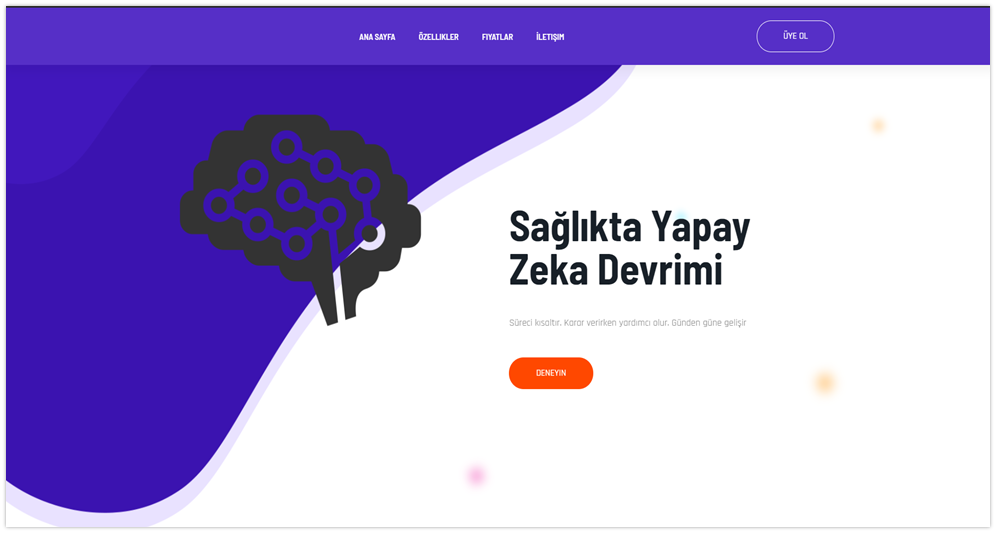 ANA SAYFA ÖZELLIKLER FIYATLAR İLETIŞIM ÜYE OL
Sağlıkta Yapay
Zeka Devrimi
Süreci kısaltır. Karar verirken yardımcı olur. Günden güne gelişir
DENEYIN